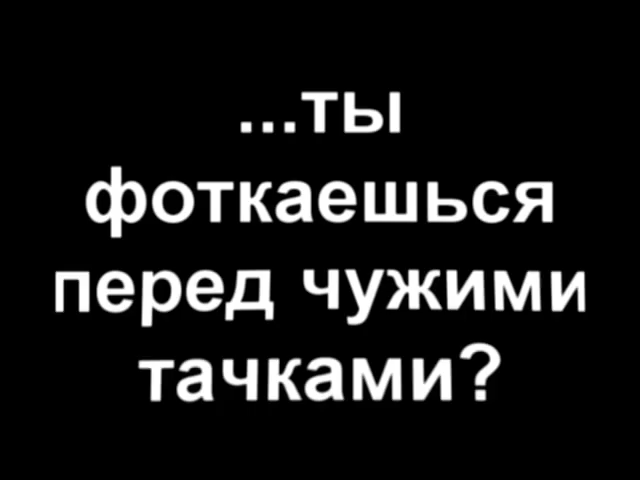 ...ты
фоткаешься
перед чужими
тачками?